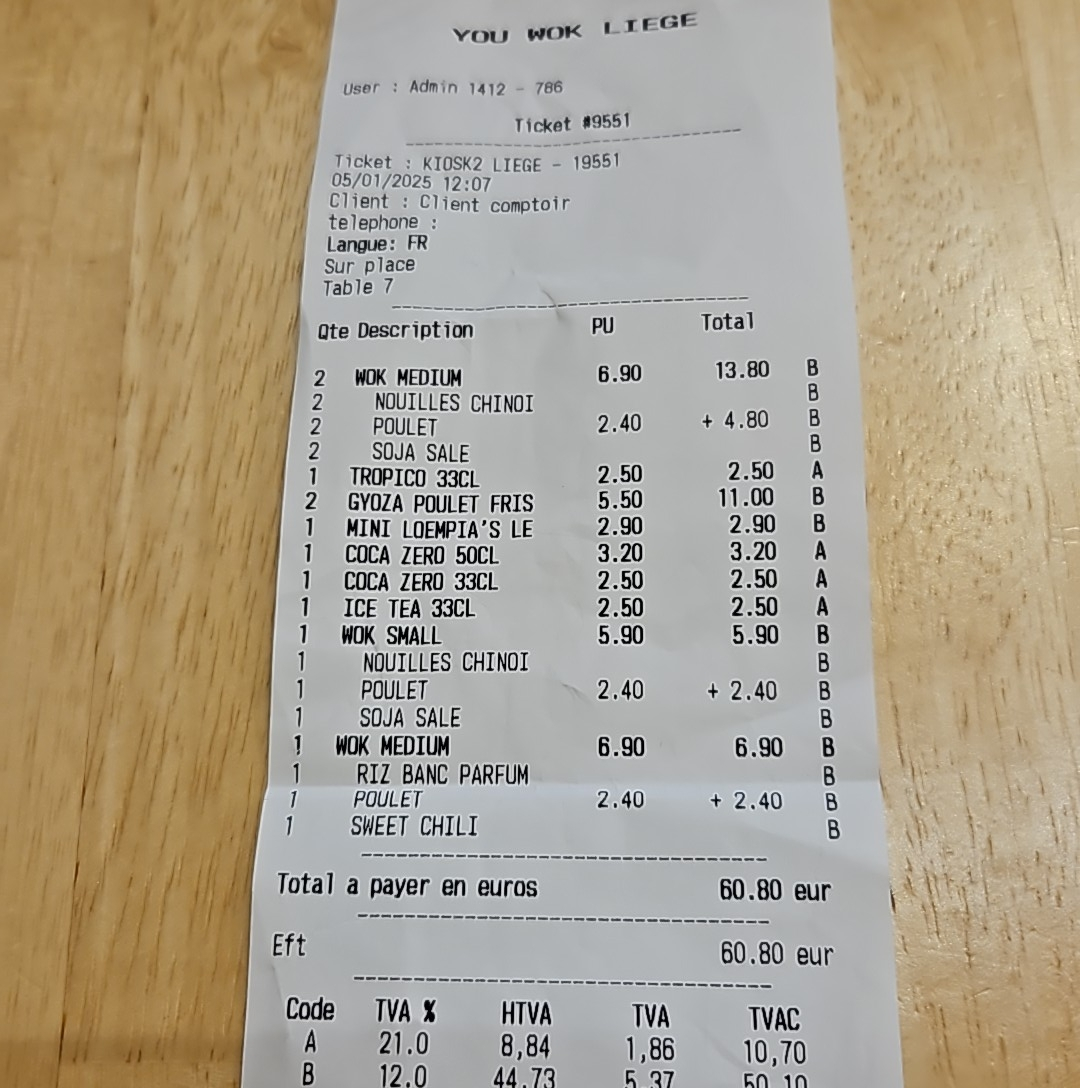 YOU WOK LIEGE
User : Admin 1412 - 786
Ticket #9551
Ticket : KIOSK2 LIEGE - 19551
05/01/2025 12:07
Client : Client comptoir
telephone :
Langue: FR
Sur place
Table 7
Qte Description PU Total
2 WOK MEDIUM 6.90 13.80 B
2 NOUILLES CHINOI B
2 POULET 2.40 + 4.80 B
2 SOJA SALE B
1 TROPICO 33CL 2.50 2.50 A
2 GYOZA POULET FRIS 5.50 11.00 B
1 MINI LOEMPIA'S LE 2.90 2.90 B
1 COCA ZERO 50CL 3.20 3.20 A
1 COCA ZERO 33CL 2.50 2.50 A
1 ICE TEA 33CL 2.50 2.50 A
1 WOK SMALL 5.90 5.90 B
1 NOUILLES CHINOI B
1 POULET 2.40 + 2.40 B
1 SOJA SALE B
1 WOK MEDIUM 6.90 6.90 B
1 RIZ BANC PARFUM B
1 POULET 2.40 + 2.40 B
1 SWEET CHILI B
Total a payer en euros 60.80 eur
Eft 60.80 eur
Code TVA % HTVA TVA TVAC
A 21.0 8,84 1,86 10,70
B 12.0 44,73 5,37 50,10